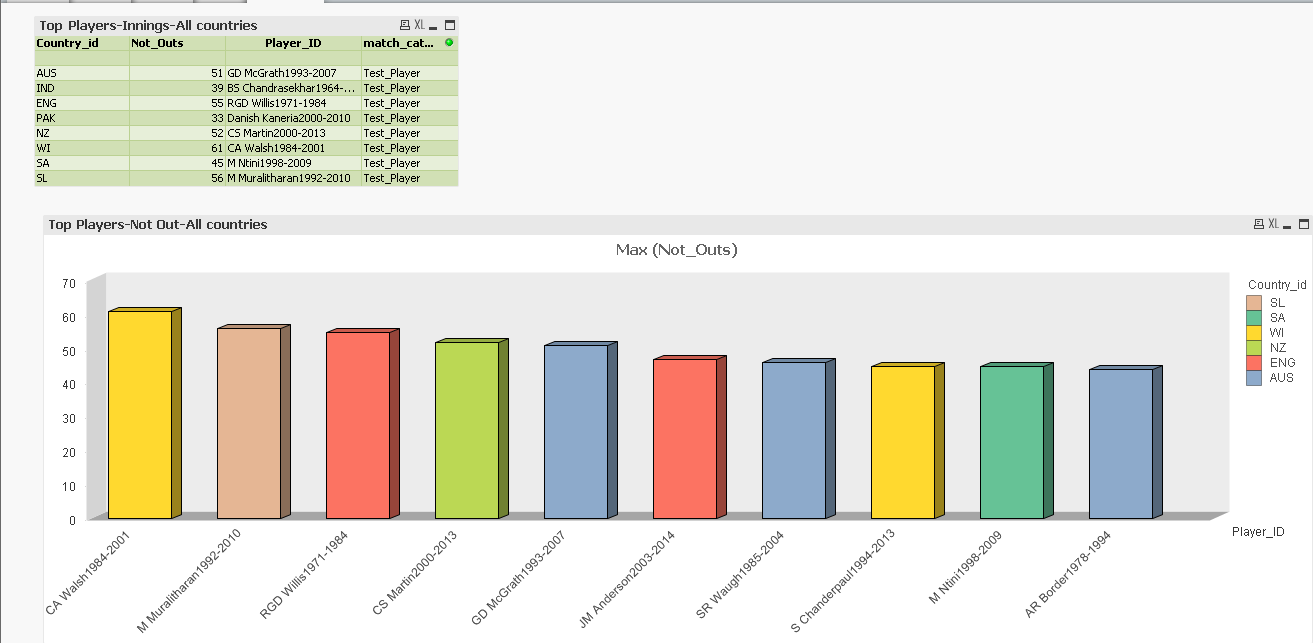 Top Players-Innings-All countries XL
Country_id Not_Outs Player_ID match_cat...
AUS 51 GD McGrath1993-2007 Test_Player
IND 39 BS Chandrasekhar1964-... Test_Player
ENG 55 RGD Willis1971-1984 Test_Player
PAK 33 Danish Kaneria2000-2010 Test_Player
NZ 52 CS Martin2000-2013 Test_Player
WI 61 CA Walsh1984-2001 Test_Player
SA 45 M Ntini1998-2009 Test_Player
SL 56 M Muralitharan1992-2010 Test_Player
Top Players-Not Out-All countries XL
Max (Not_Outs)
70
60
50
40
30
20
10
0
CA Walsh1984-2001
M Muralitharan1992-2010
RGD Willis1971-1984
CS Martin2000-2013
GD McGrath1993-2007
JM Anderson2003-2014
SR Waugh1985-2004
S Chanderpaul1994-2013
M Ntini1998-2009
AR Border1978-1994
Player_ID
Country_id
SL
SA
WI
NZ
ENG
AUS